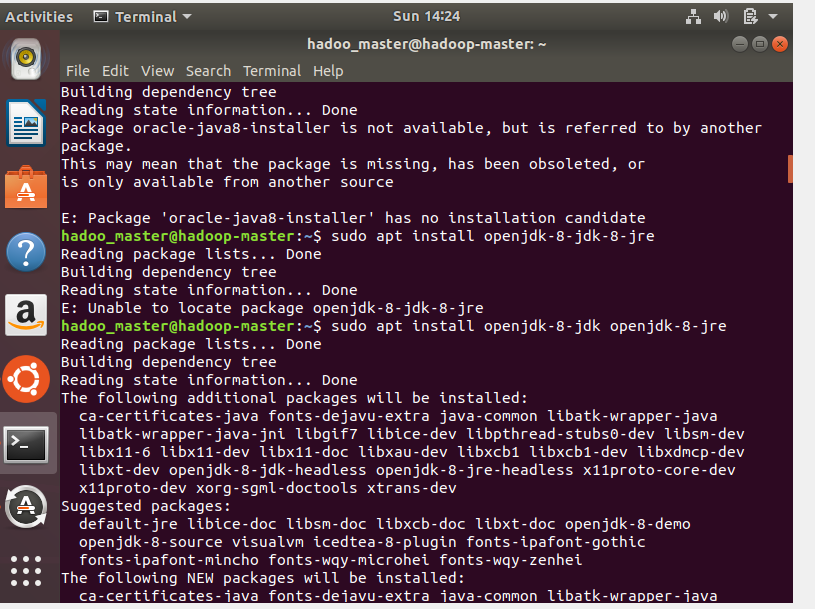 Activities Terminal Sun 14:24
hadoo_master@hadoop-master: ~
File Edit View Search Terminal Help
Building dependency tree
Reading state information... Done
Package oracle-java8-installer is not available, but is referred to by another
package.
This may mean that the package is missing, has been obsoleted, or
is only available from another source
E: Package 'oracle-java8-installer' has no installation candidate
hadoo_master@hadoop-master:~$ sudo apt install openjdk-8-jdk-8-jre
Reading package lists... Done
Building dependency tree
Reading state information... Done
E: Unable to locate package openjdk-8-jdk-8-jre
hadoo_master@hadoop-master:~$ sudo apt install openjdk-8-jdk openjdk-8-jre
Reading package lists... Done
Building dependency tree
Reading state information... Done
The following additional packages will be installed:
ca-certificates-java fonts-dejavu-extra java-common libatk-wrapper-java
libatk-wrapper-java-jni libgif7 libice-dev libpthread-stubs0-dev libsm-dev
libx11-6 libx11-dev libx11-doc libxau-dev libxcb1 libxcb1-dev libxdmcp-dev
libxt-dev openjdk-8-jdk-headless openjdk-8-jre-headless x11proto-core-dev
x11proto-dev xorg-sgml-doctools xtrans-dev
Suggested packages:
default-jre libice-doc libsm-doc libxcb-doc libxt-doc openjdk-8-demo
openjdk-8-source visualvm icedtea-8-plugin fonts-ipafont-gothic
fonts-ipafont-mincho fonts-wqy-microhei fonts-wqy-zenhei
The following NEW packages will be installed:
ca-certificates-java fonts-dejavu-extra java-common libatk-wrapper-java